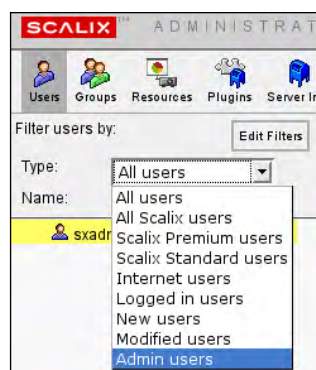 SCALIX™ ADMINISTRAT
Users Groups Resources Plugins Server In
Filter users by: Edit Filters
Type: All users
Name: All users
All Scalix users
sxadr Scalix Premium users
Scalix Standard users
Internet users
Logged in users
New users
Modified users
Admin users